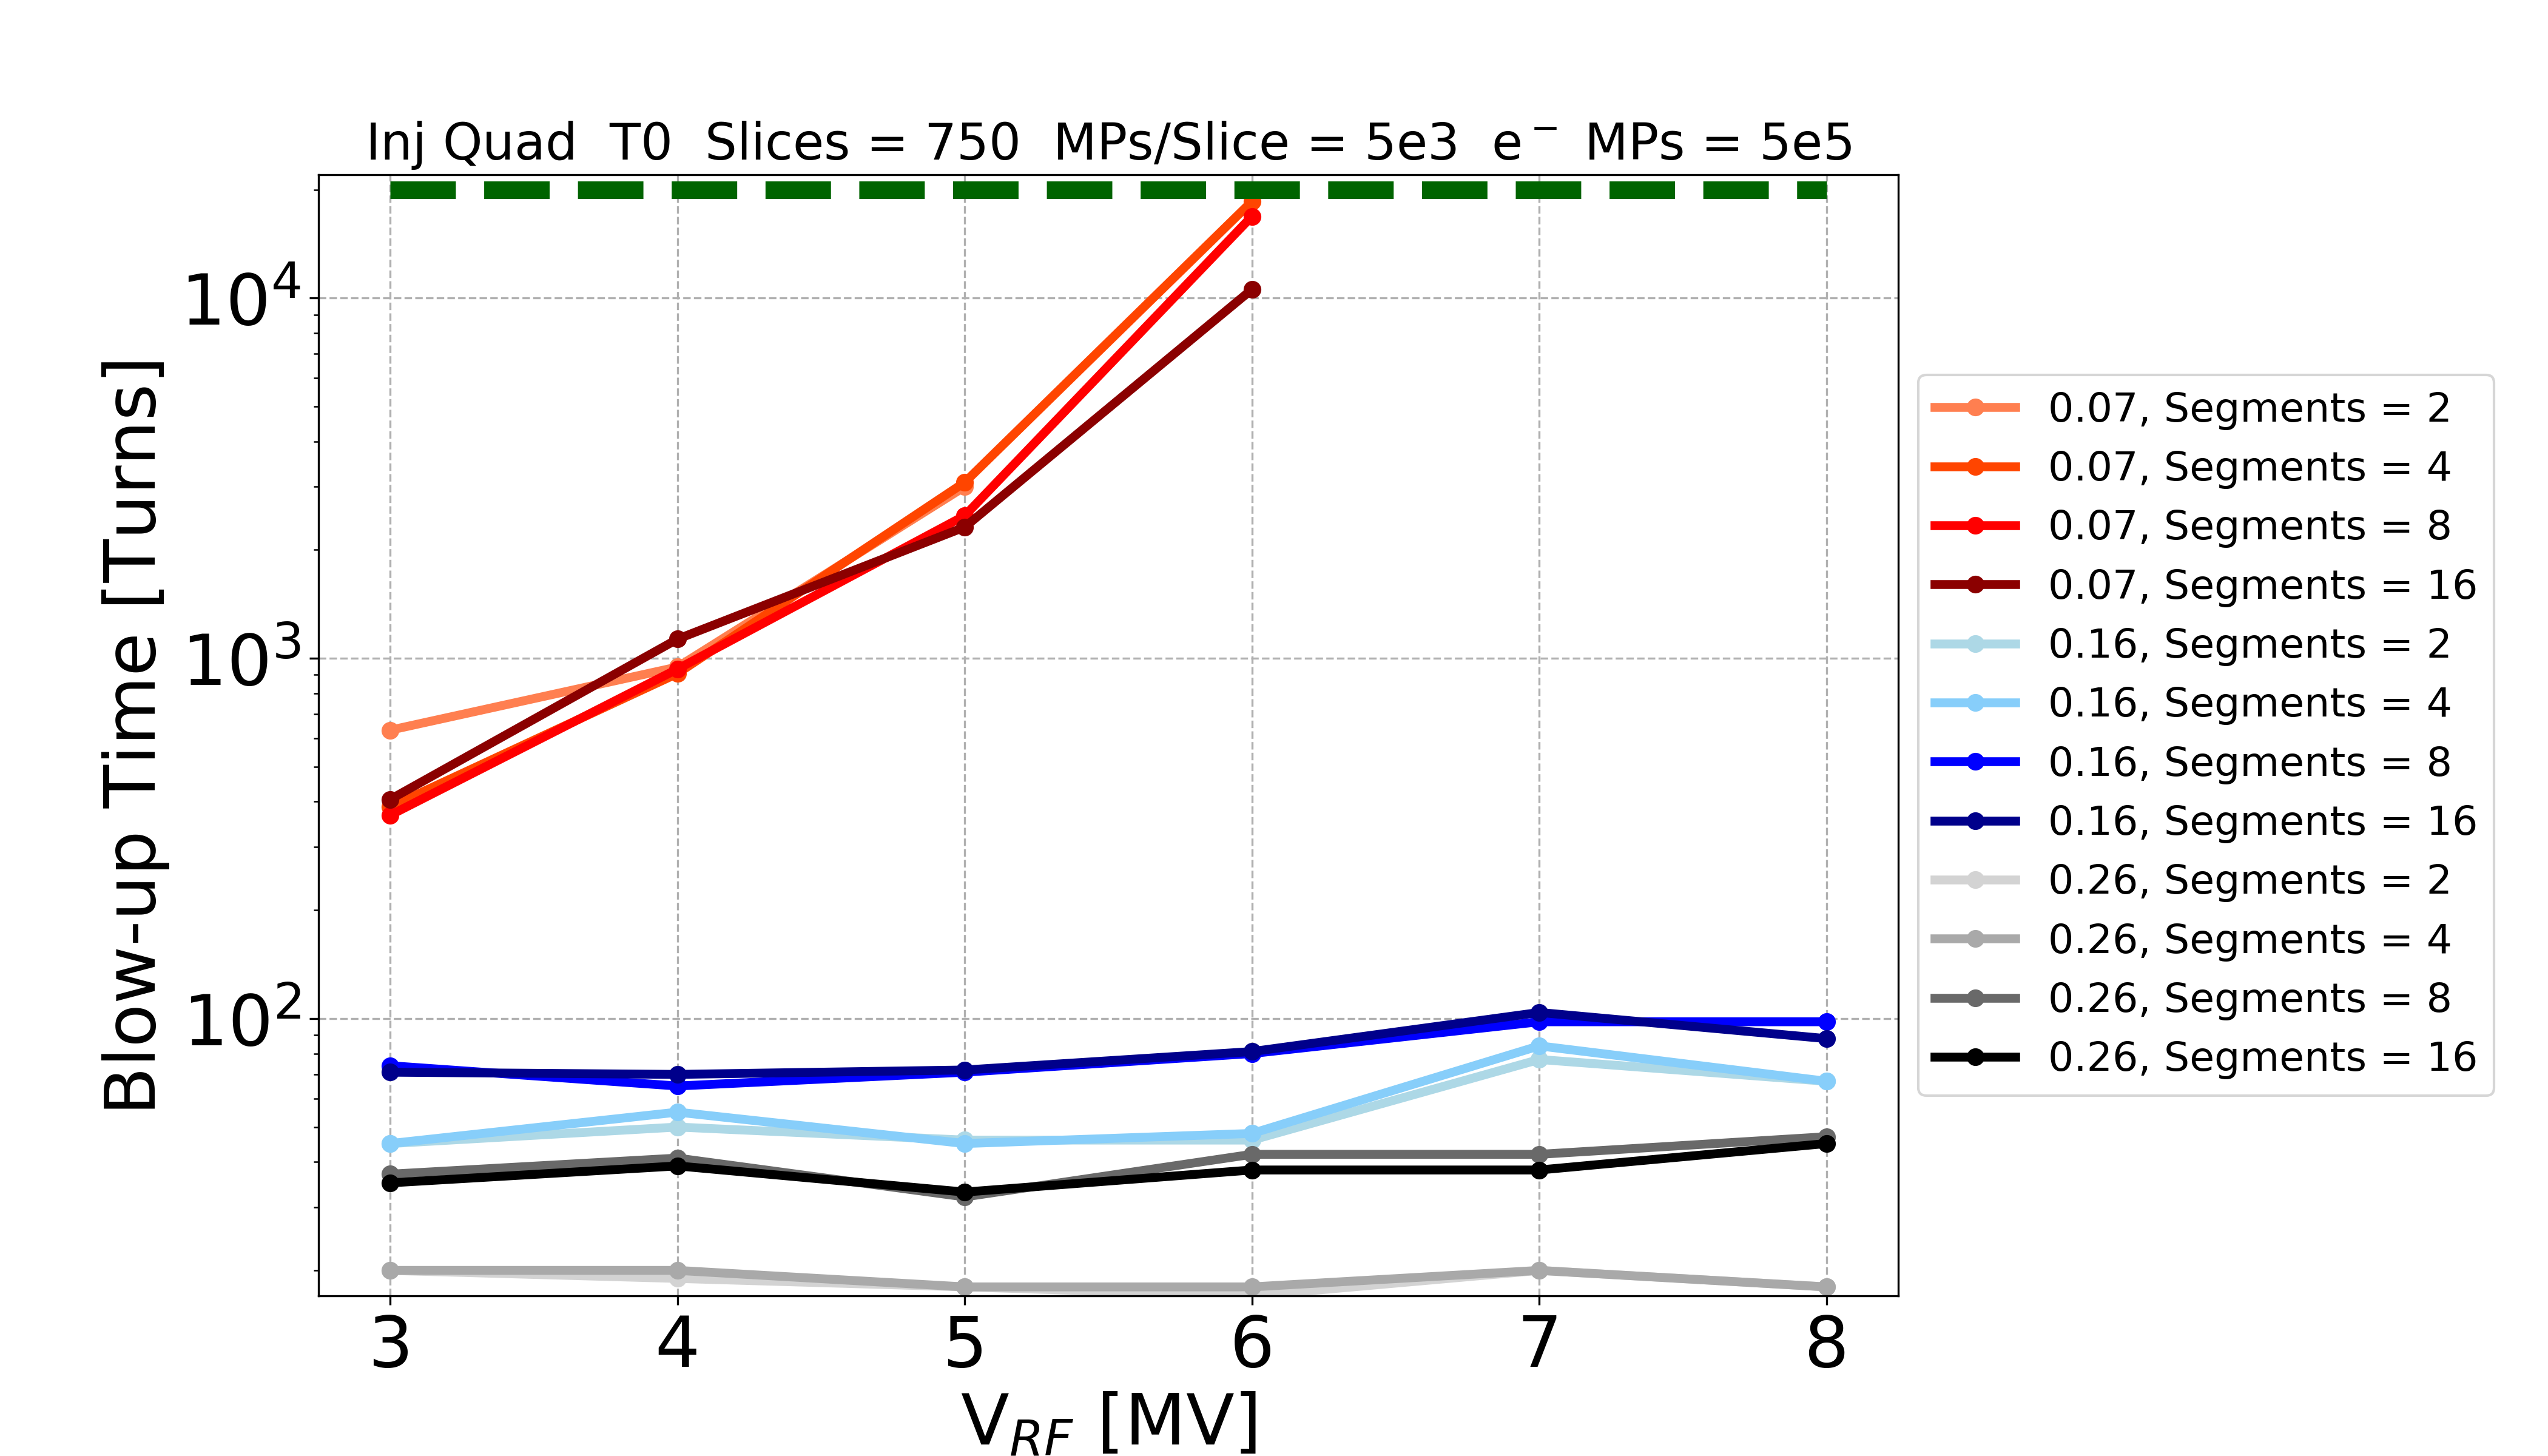 Inj Quad T0 Slices = 750 MPs/Slice = 5e3 e⁻ MPs = 5e5
Blow-up Time [Turns]
10⁴
10³
10²
3 4 5 6 7 8
V_RF [MV]
0.07, Segments = 2
0.07, Segments = 4
0.07, Segments = 8
0.07, Segments = 16
0.16, Segments = 2
0.16, Segments = 4
0.16, Segments = 8
0.16, Segments = 16
0.26, Segments = 2
0.26, Segments = 4
0.26, Segments = 8
0.26, Segments = 16